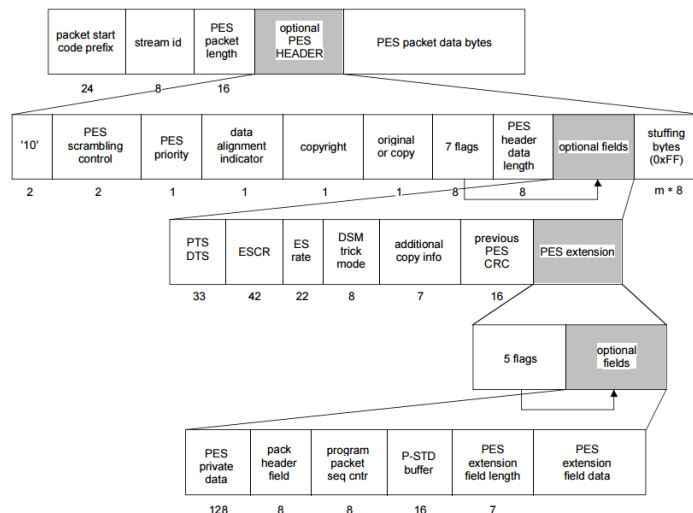 packet start
code prefix
stream id
PES
packet
length
optional
PES
HEADER
PES packet data bytes
24
8
16
'10'
PES
scrambling
control
PES
priority
data
alignment
indicator
copyright
original
or copy
7 flags
PES
header
data
length
optional fields
stuffing
bytes
(0xFF)
2
2
1
1
1
1
8
8
m * 8
PTS
DTS
ESCR
ES
rate
DSM
trick
mode
additional
copy info
previous
PES
CRC
PES extension
33
42
22
8
7
16
5 flags
optional
fields
PES
private
data
pack
header
field
program
packet
seq cntr
P-STD
buffer
PES
extension
field length
PES
extension
field data
128
8
8
16
7